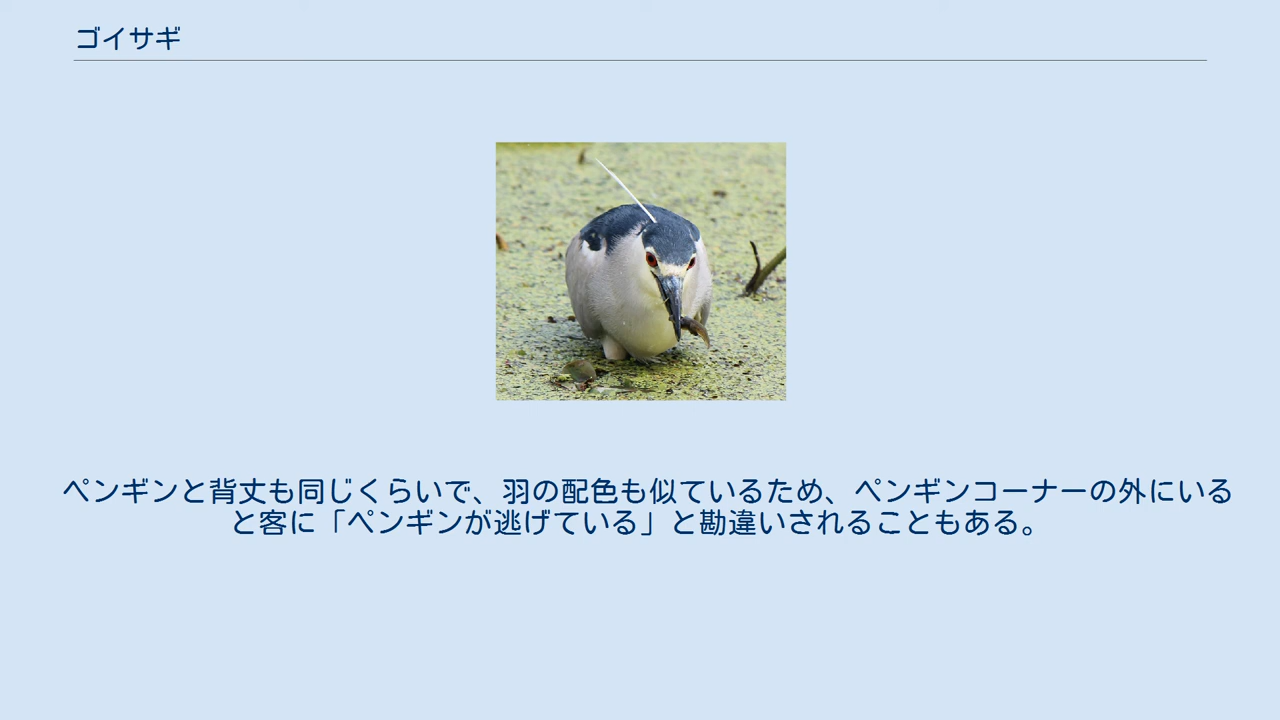 ゴイサギ
ペンギンと背丈も同じくらいで、羽の配色も似ているため、ペンギンコーナーの外にいる
と客に「ペンギンが逃げている」と勘違いされることもある。